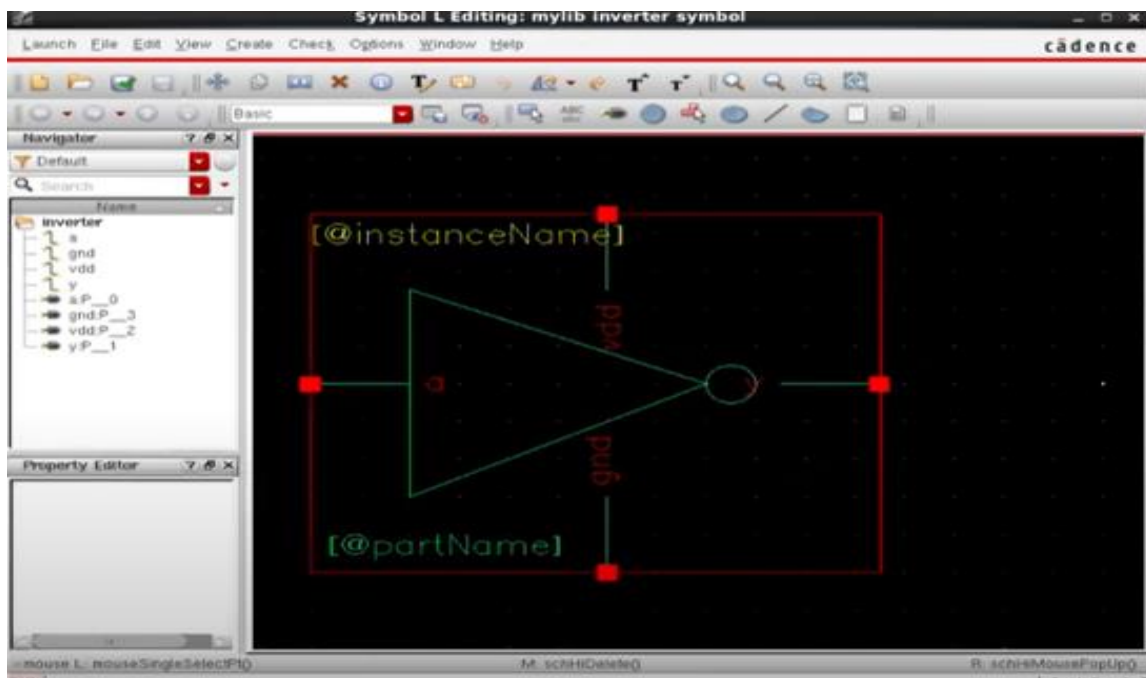 Symbol L Editing: mylib inverter symbol
Launch File Edit View Create Check Options Window Help
cādence
Basic
Navigator
Default
Search
Name
inverter
a
gnd
vdd
y
a:P__0
gnd:P__3
vdd:P__2
y:P__1
Property Editor
[@instanceName]
vdd
a
y
gnd
[@partName]
mouse L: mouseSingleSelectPt()
M: schHiDelete()
R: schHiMousePopUp()